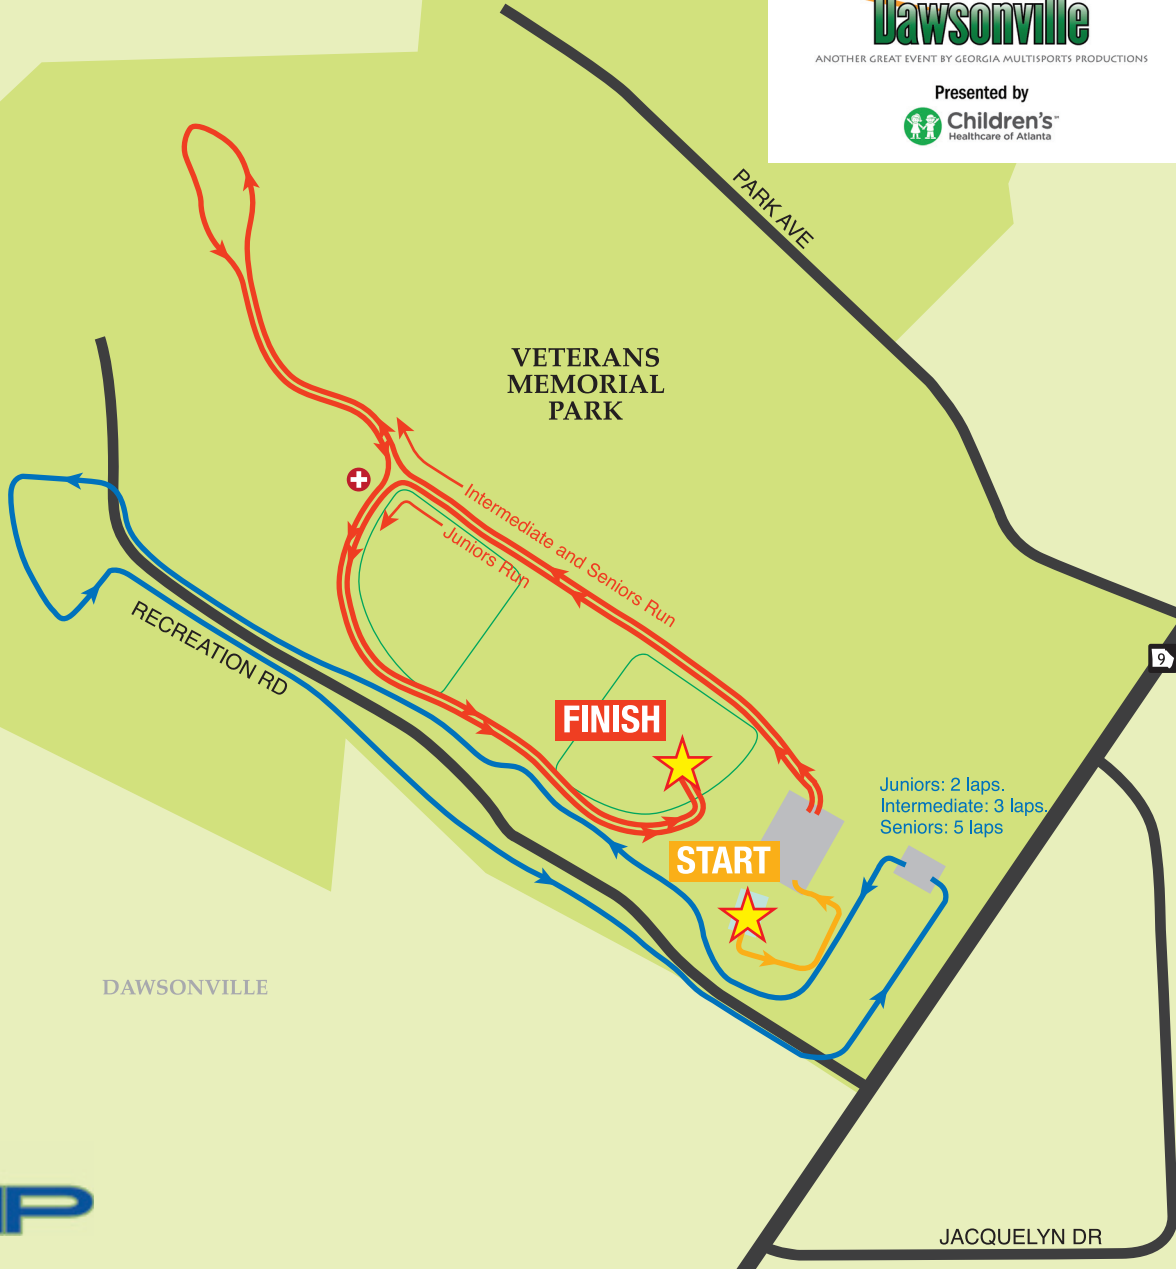 Dawsonville
ANOTHER GREAT EVENT BY GEORGIA MULTISPORTS PRODUCTIONS
Presented by
Children's™
Healthcare of Atlanta
PARK AVE
VETERANS
MEMORIAL
PARK
Intermediate and Seniors Run
Juniors Run
RECREATION RD
9
FINISH
Juniors: 2 laps.
Intermediate: 3 laps.
Seniors: 5 laps
START
DAWSONVILLE
P
JACQUELYN DR